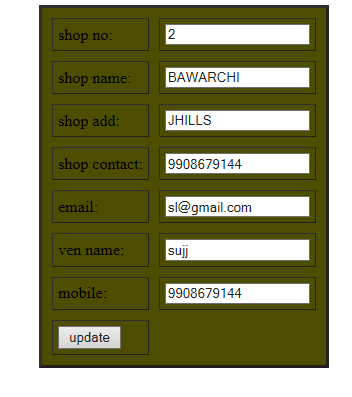 shop no: 2
shop name: BAWARCHI
shop add: JHILLS
shop contact: 9908679144
email: sl@gmail.com
ven name: sujj
mobile: 9908679144
update